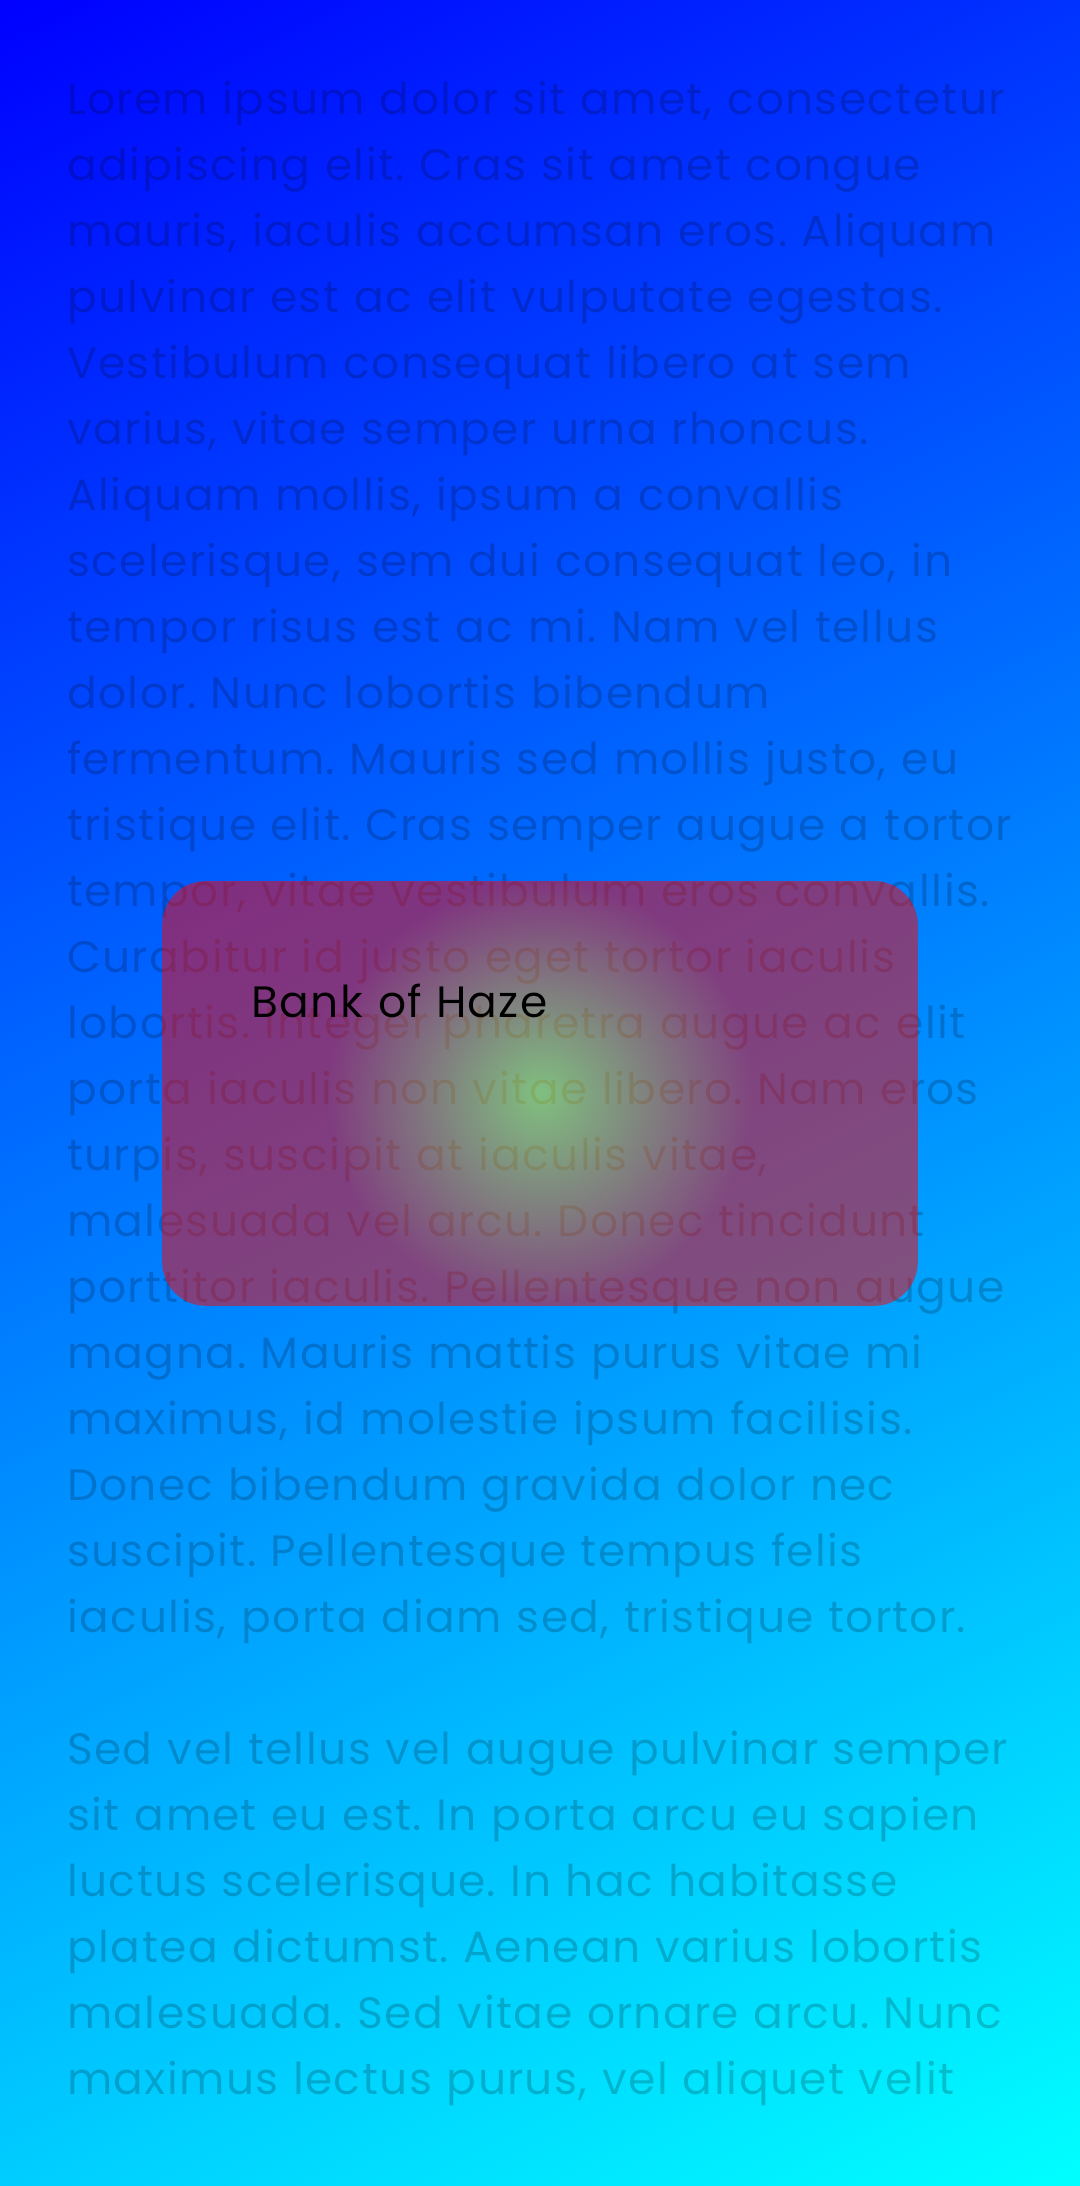 Lorem ipsum dolor sit amet, consectetur
adipiscing elit. Cras sit amet congue
mauris, iaculis accumsan eros. Aliquam
pulvinar est ac elit vulputate egestas.
Vestibulum consequat libero at sem
varius, vitae semper urna rhoncus.
Aliquam mollis, ipsum a convallis
scelerisque, sem dui consequat leo, in
tempor risus est ac mi. Nam vel tellus
dolor. Nunc lobortis bibendum
fermentum. Mauris sed mollis justo, eu
tristique elit. Cras semper augue a tortor
tempor, vitae vestibulum eros convallis.
Curabitur id justo eget tortor iaculis
Bank of Haze
lobortis. Integer pharetra augue ac elit
porta iaculis non vitae libero. Nam eros
turpis, suscipit at iaculis vitae,
malesuada vel arcu. Donec tincidunt
porttitor iaculis. Pellentesque non augue
magna. Mauris mattis purus vitae mi
maximus, id molestie ipsum facilisis.
Donec bibendum gravida dolor nec
suscipit. Pellentesque tempus felis
iaculis, porta diam sed, tristique tortor.
Sed vel tellus vel augue pulvinar semper
sit amet eu est. In porta arcu eu sapien
luctus scelerisque. In hac habitasse
platea dictumst. Aenean varius lobortis
malesuada. Sed vitae ornare arcu. Nunc
maximus lectus purus, vel aliquet velit